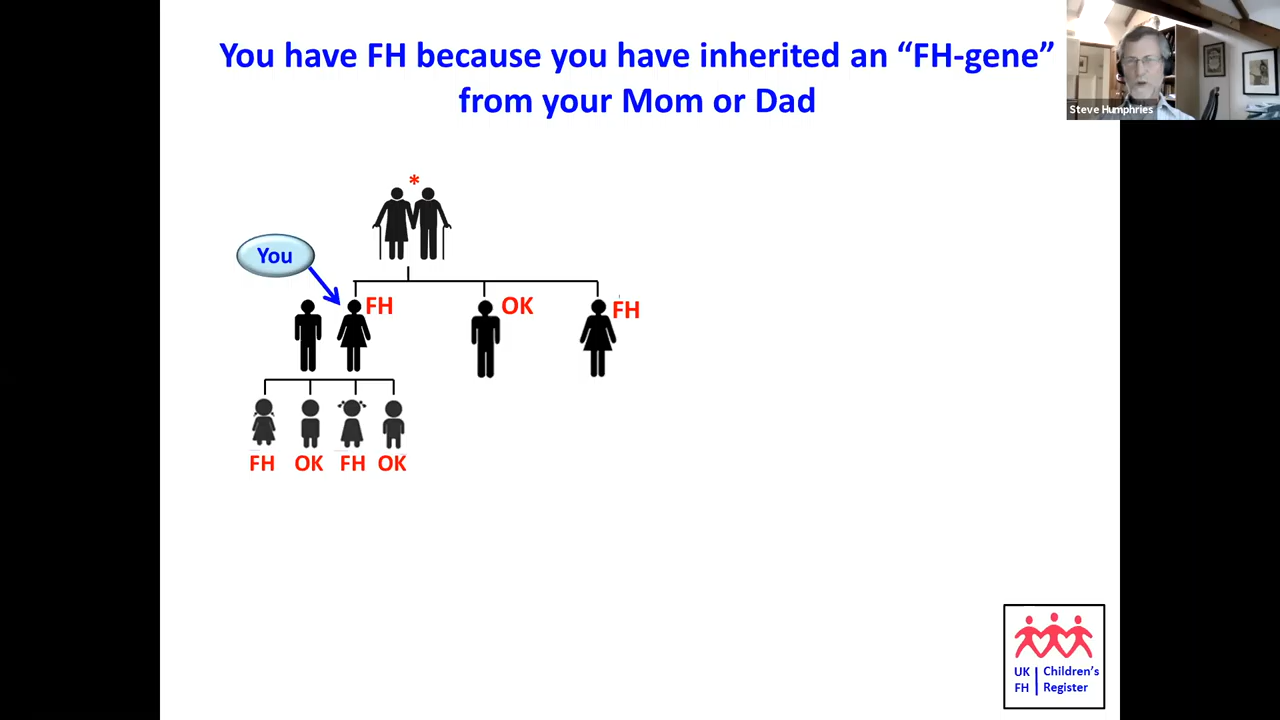 You have FH because you have inherited an “FH-gene”
from your Mom or Dad
Steve Humphries
*
You
FH
OK
FH
FH OK FH OK
UK
FH
Children's
Register